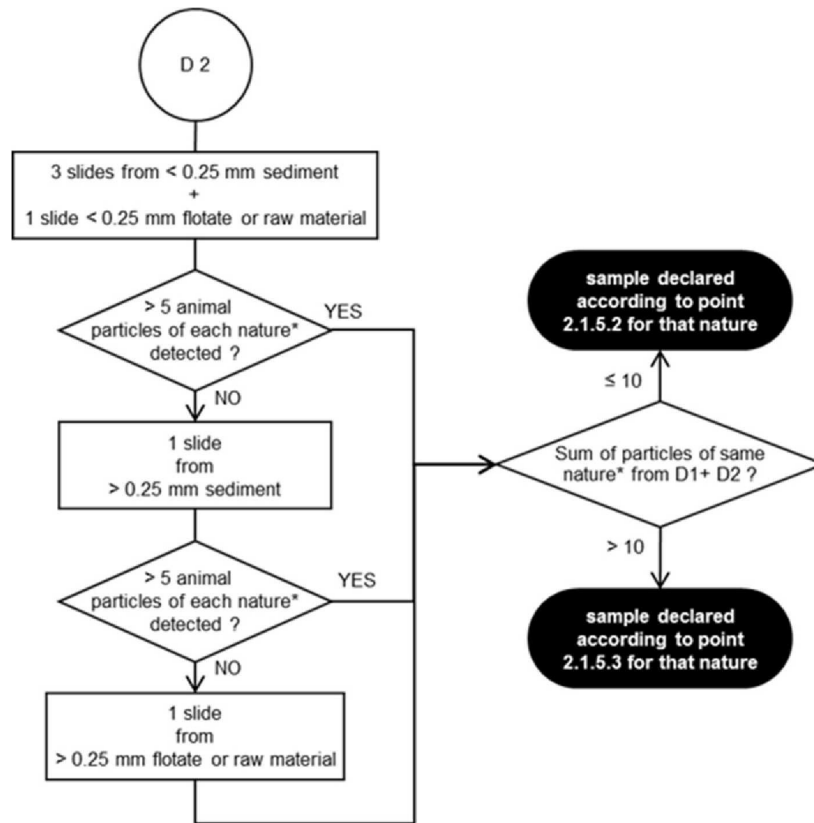 D 2
3 slides from < 0.25 mm sediment
+
1 slide < 0.25 mm flotate or raw material
> 5 animal
particles of each nature*
detected ?
YES
NO
1 slide
from
> 0.25 mm sediment
> 5 animal
particles of each nature*
detected ?
YES
NO
1 slide
from
> 0.25 mm flotate or raw material
sample declared
according to point
2.1.5.2 for that nature
≤ 10
Sum of particles of same
nature* from D1+ D2 ?
> 10
sample declared
according to point
2.1.5.3 for that nature